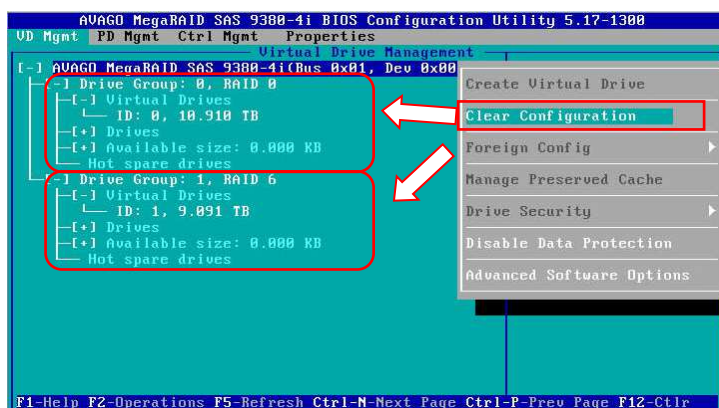 AVAGO MegaRAID SAS 9380-4i BIOS Configuration Utility 5.17-1300
VD Mgmt PD Mgmt Ctrl Mgmt Properties
Virtual Drive Management
[-] AVAGO MegaRAID SAS 9380-4i(Bus 0x01, Dev 0x00
[-] Drive Group: 0, RAID 0
[-] Virtual Drives
ID: 0, 10.910 TB
[+] Drives
[+] Available size: 0.000 KB
Hot spare drives
[-] Drive Group: 1, RAID 6
[-] Virtual Drives
ID: 1, 9.091 TB
[+] Drives
[+] Available size: 0.000 KB
Hot spare drives
Create Virtual Drive
Clear Configuration
Foreign Config
Manage Preserved Cache
Drive Security
Disable Data Protection
Advanced Software Options
F1-Help F2-Operations F5-Refresh Ctrl-N-Next Page Ctrl-P-Prev Page F12-Ctlr